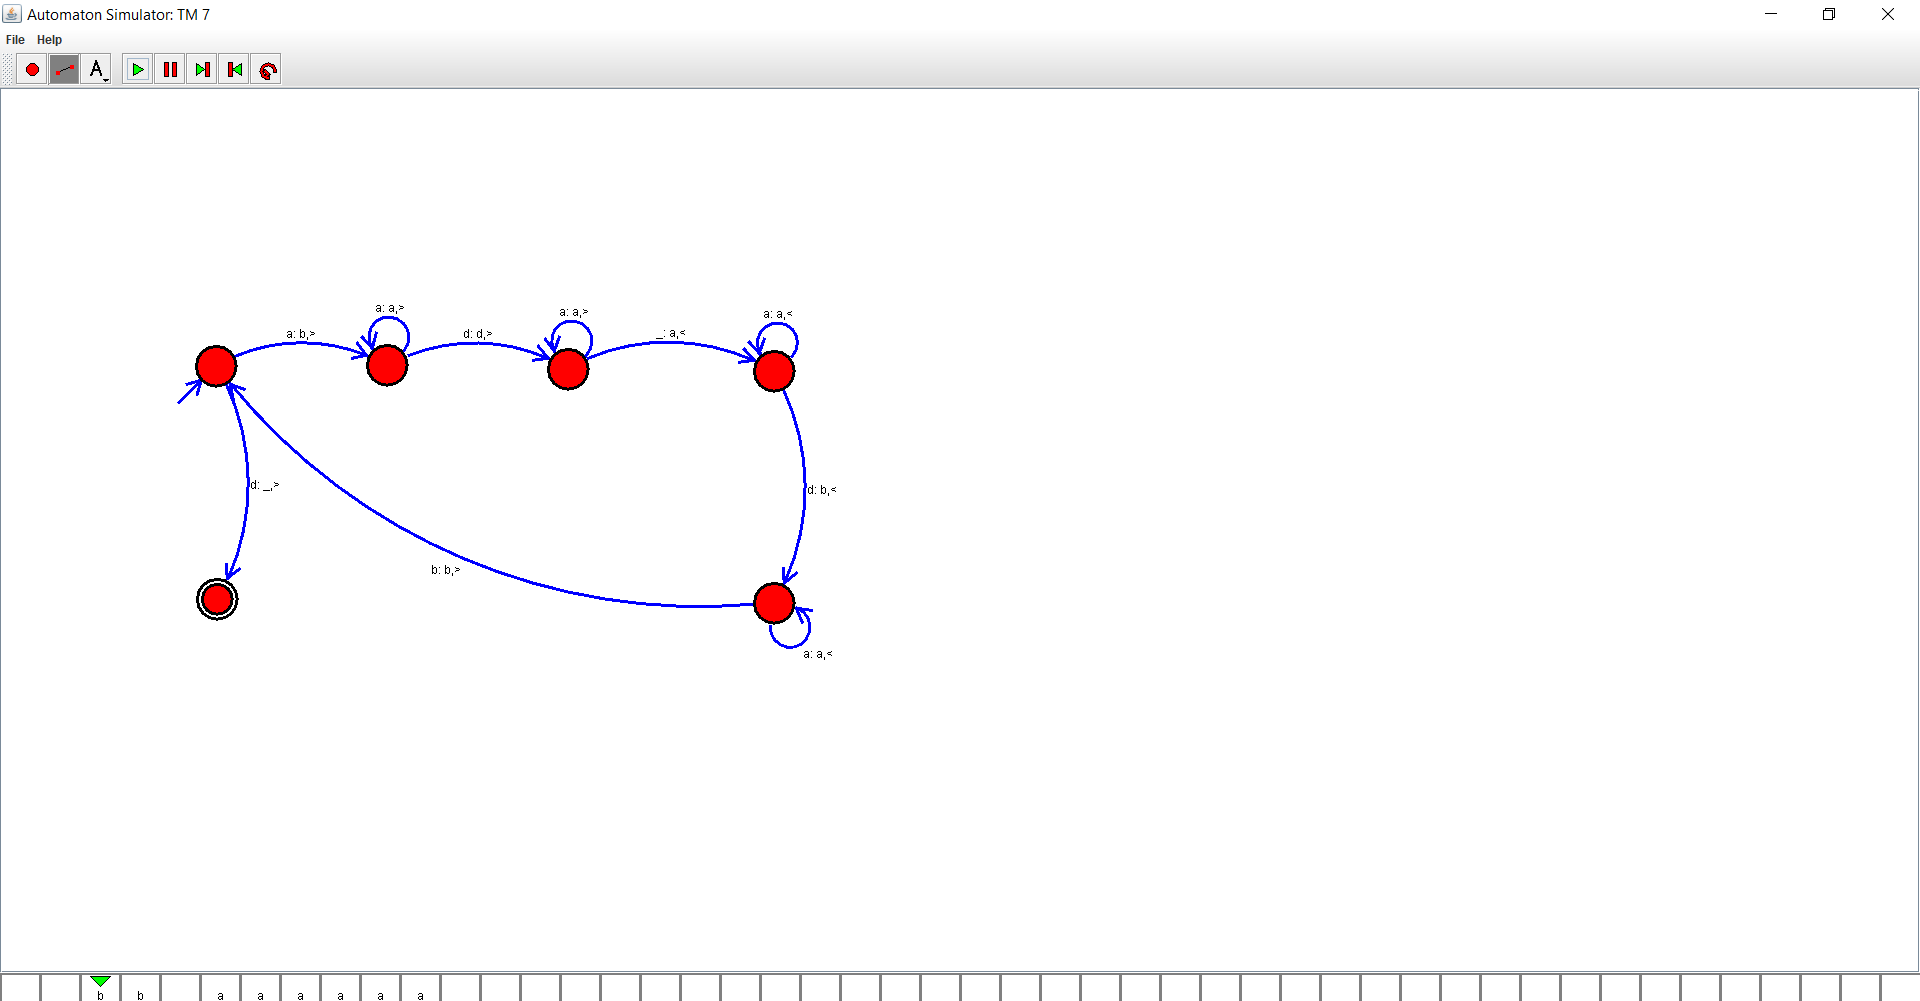 Automaton Simulator: TM 7
File Help
A
a: a,>
a: a,>
a: a,<
a: b,>
d: d,>
_: a,<
d: _,>
d: b,<
b: b,>
a: a,<
b b a a a a a a